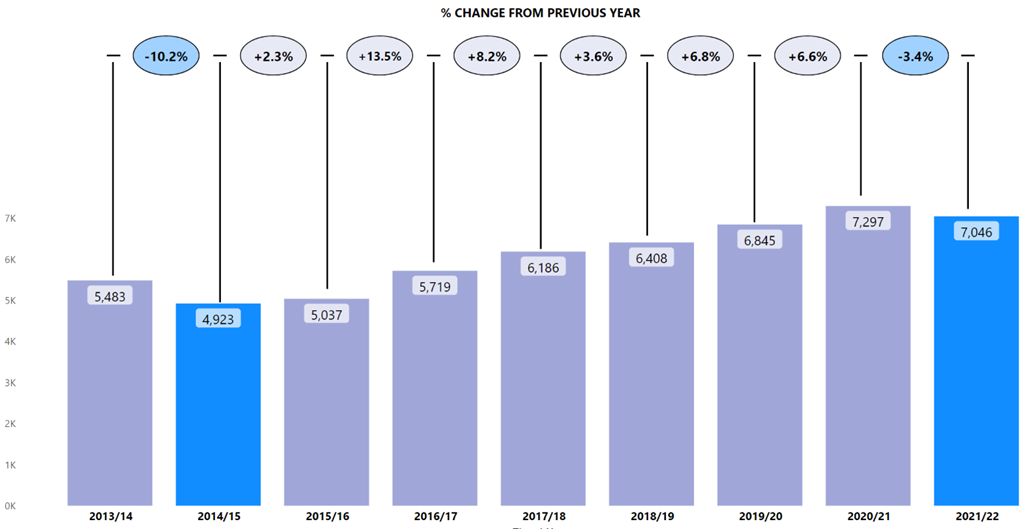 % CHANGE FROM PREVIOUS YEAR
-10.2% +2.3% +13.5% +8.2% +3.6% +6.8% +6.6% -3.4%
7K
6K
5K
4K
3K
2K
1K
0K
5,483
4,923
5,037
5,719
6,186
6,408
6,845
7,297
7,046
2013/14 2014/15 2015/16 2016/17 2017/18 2018/19 2019/20 2020/21 2021/22